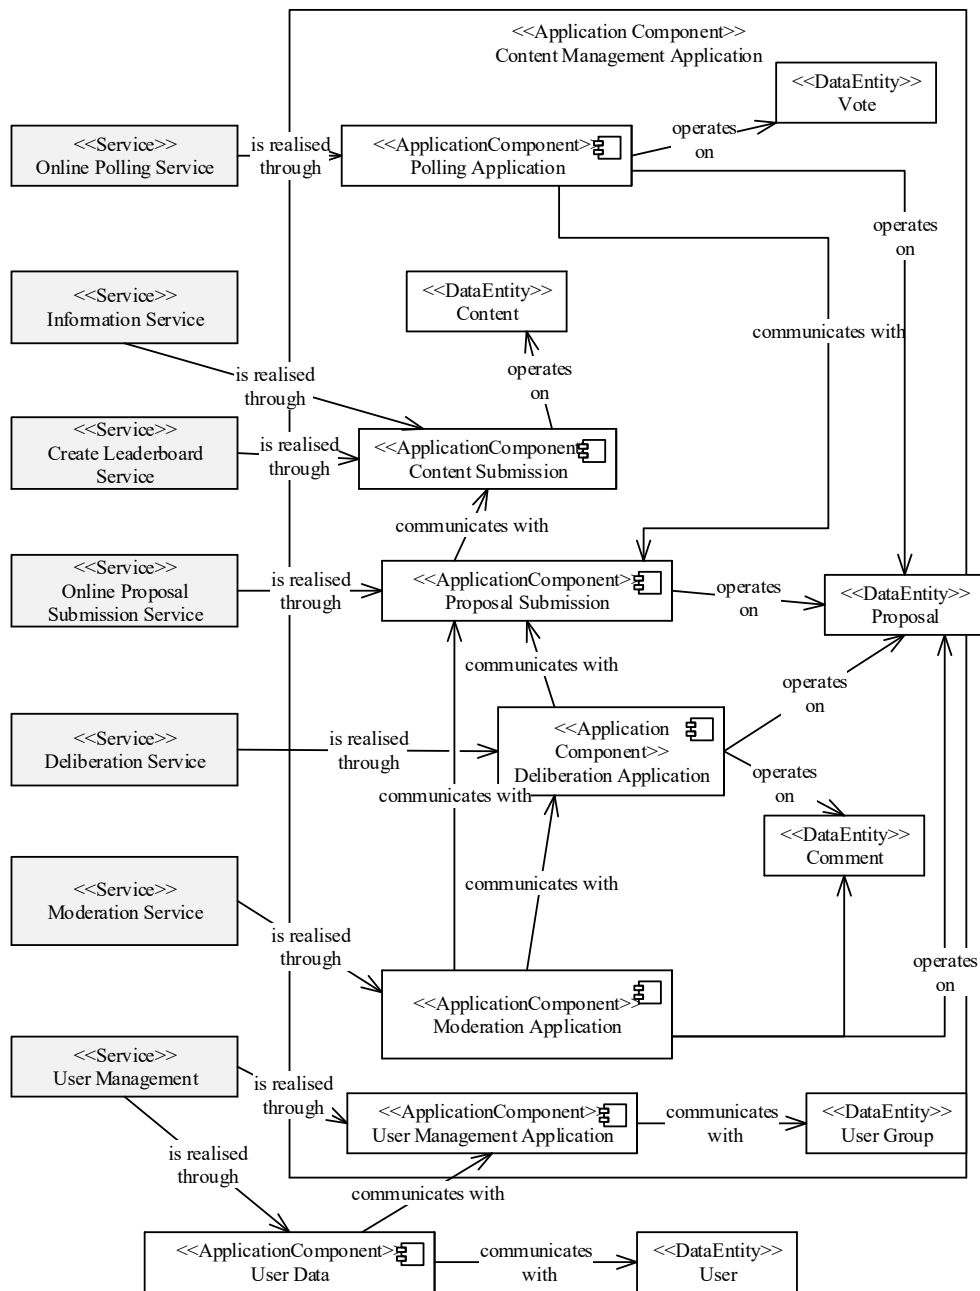 <<Application Component>>
Content Management Application
<<DataEntity>>
Vote
<<Service>>
Online Polling Service
is realised
through
<<ApplicationComponent>>
Polling Application
operates
on
operates
on
<<Service>>
Information Service
<<DataEntity>>
Content
communicates with
is realised
through
operates
on
<<Service>>
Create Leaderboard
Service
is realised
through
<<ApplicationComponent
Content Submission
communicates with
<<Service>>
Online Proposal
Submission Service
is realised
through
<<ApplicationComponent>>
Proposal Submission
operates
on
<<DataEntity>>
Proposal
communicates with
operates
on
<<Service>>
Deliberation Service
is realised
through
<<Application
Component>>
Deliberation Application
operates
on
communicates with
<<DataEntity>>
Comment
communicates with
<<Service>>
Moderation Service
is realised
through
<<ApplicationComponent>>
Moderation Application
operates
on
<<Service>>
User Management
is realised
through
<<ApplicationComponent>>
User Management Application
communicates
with
<<DataEntity>>
User Group
is realised
through
communicates with
<<ApplicationComponent>>
User Data
communicates
with
<<DataEntity>>
User